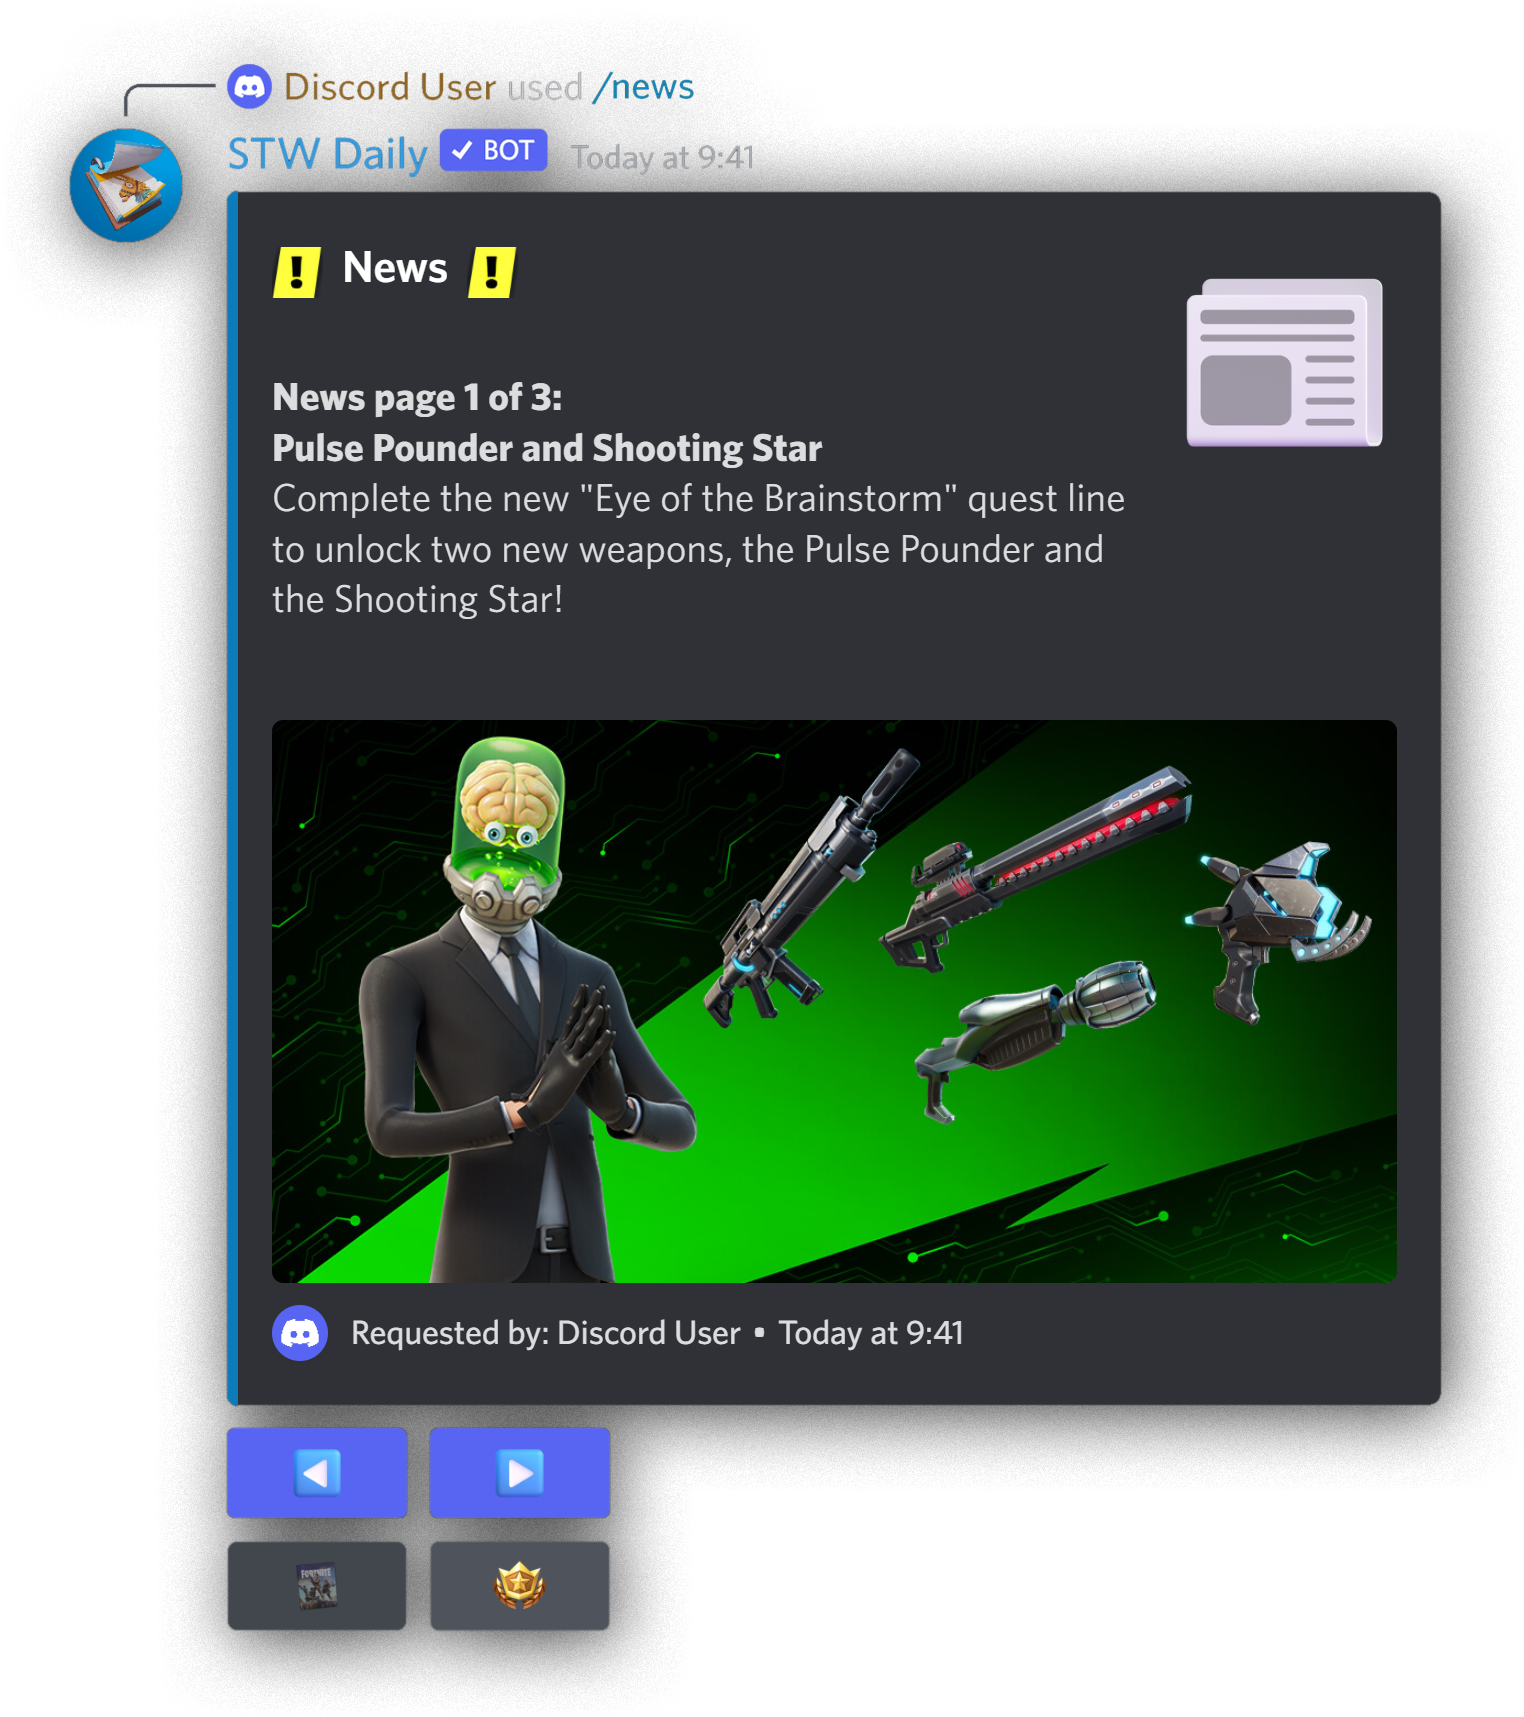 Discord User used /news
STW Daily BOT Today at 9:41
! News !
News page 1 of 3:
Pulse Pounder and Shooting Star
Complete the new "Eye of the Brainstorm" quest line
to unlock two new weapons, the Pulse Pounder and
the Shooting Star!
Requested by: Discord User • Today at 9:41
FORTNITE